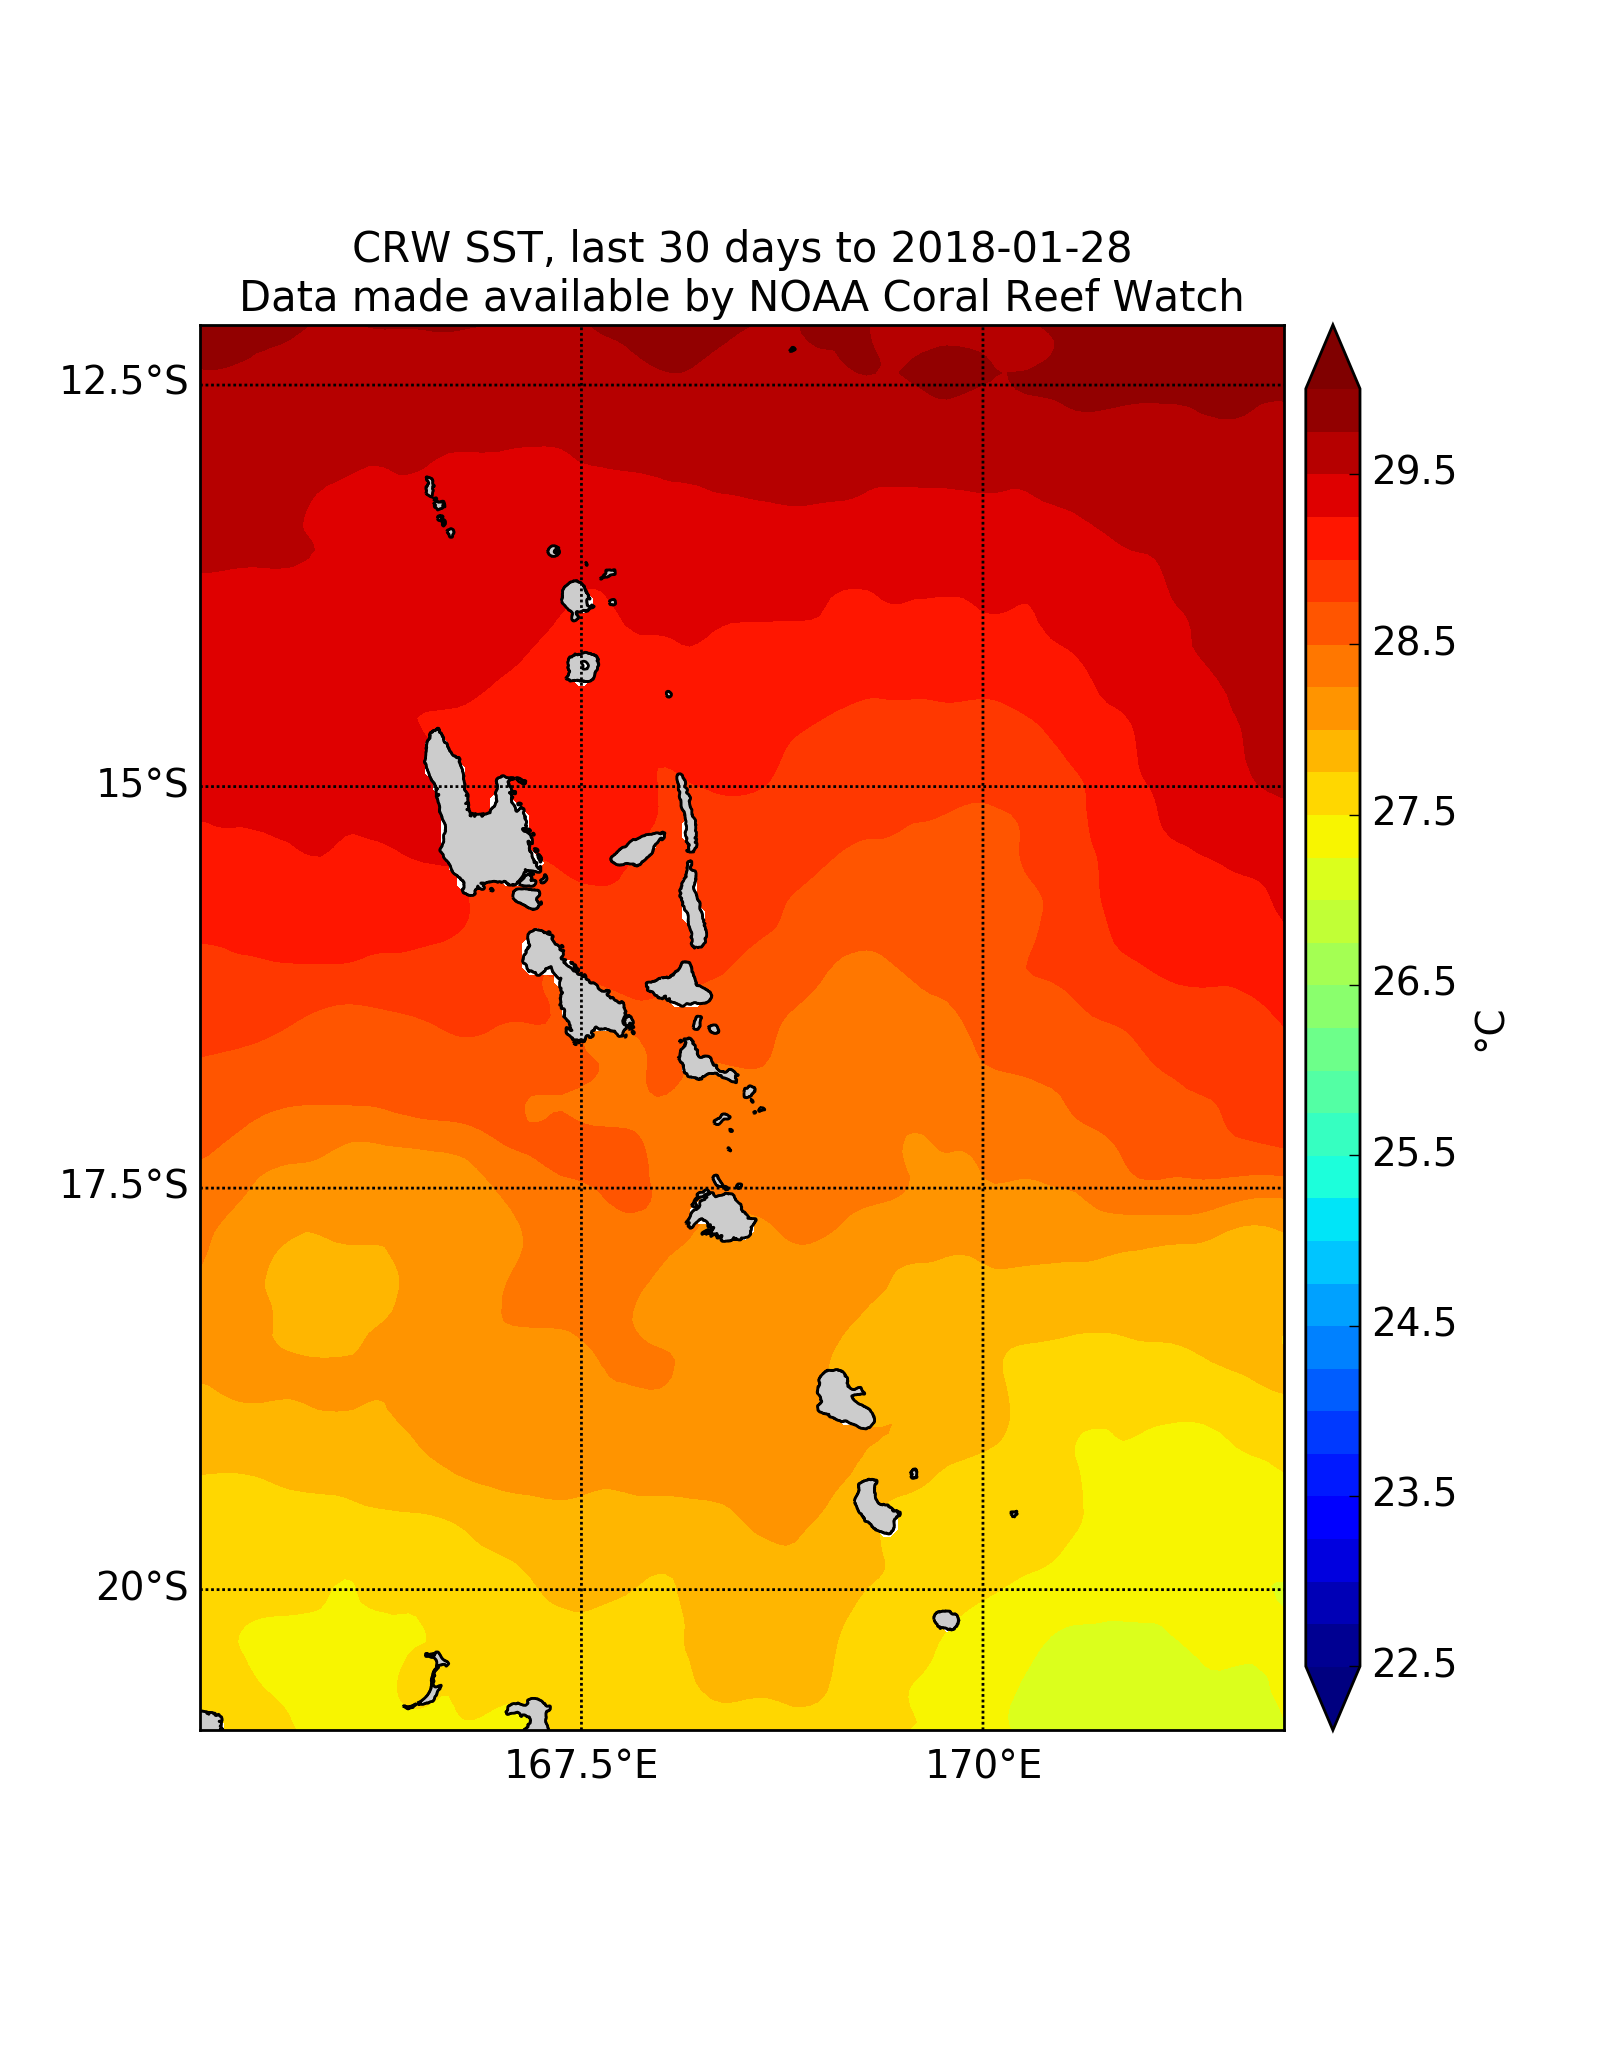 CRW SST, last 30 days to 2018-01-28
Data made available by NOAA Coral Reef Watch
12.5°S
15°S
17.5°S
20°S
167.5°E
170°E
29.5
28.5
27.5
26.5
25.5
24.5
23.5
22.5
°C